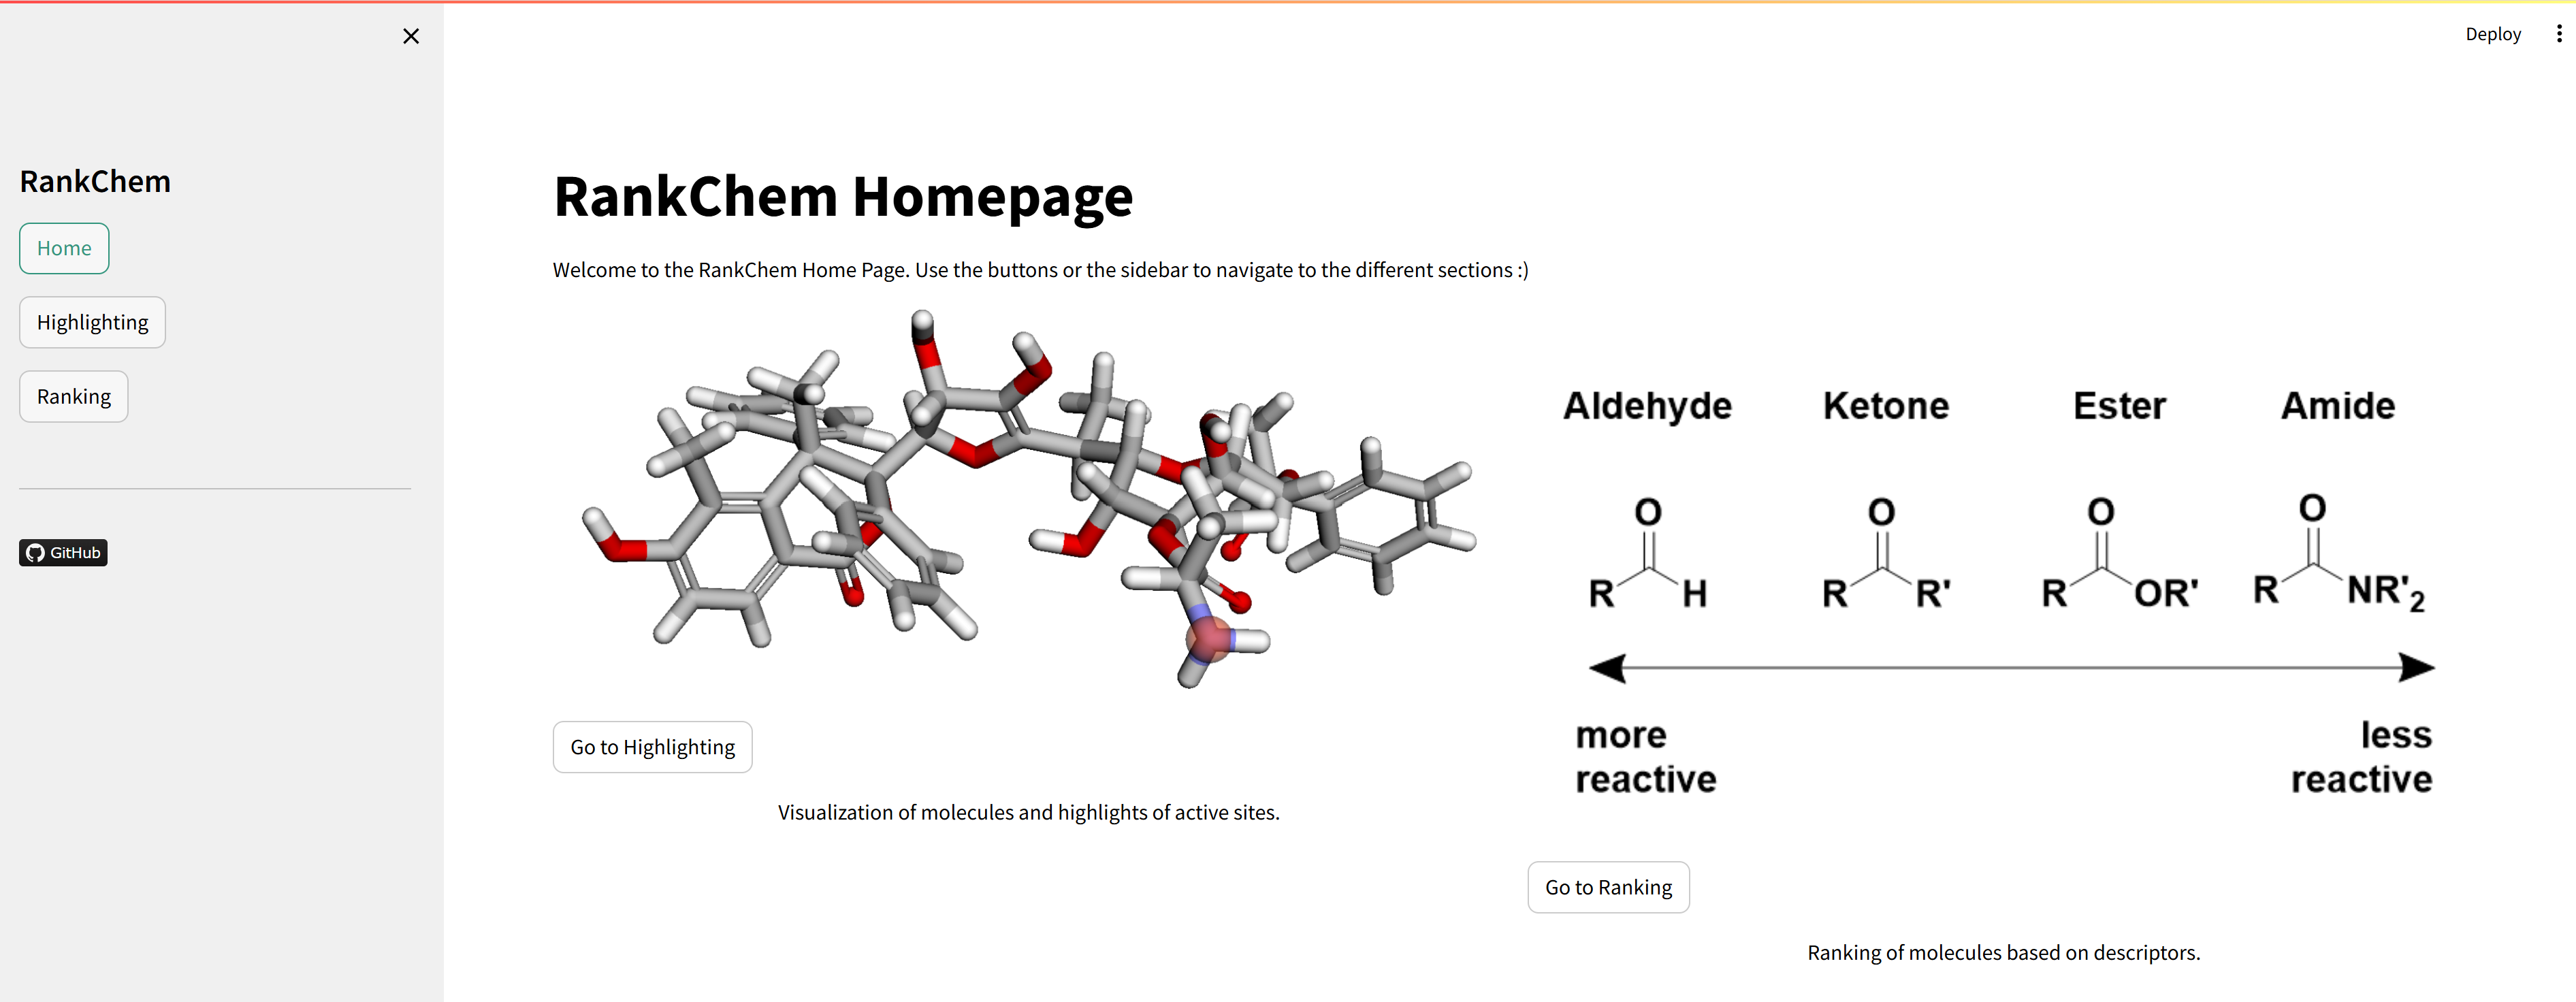 Deploy
RankChem
Home
Highlighting
Ranking
GitHub
RankChem Homepage
Welcome to the RankChem Home Page. Use the buttons or the sidebar to navigate to the different sections :)
Go to Highlighting
Visualization of molecules and highlights of active sites.
Aldehyde Ketone Ester Amide
O O O O
R H R R' R OR' R NR'₂
more less
reactive reactive
Go to Ranking
Ranking of molecules based on descriptors.